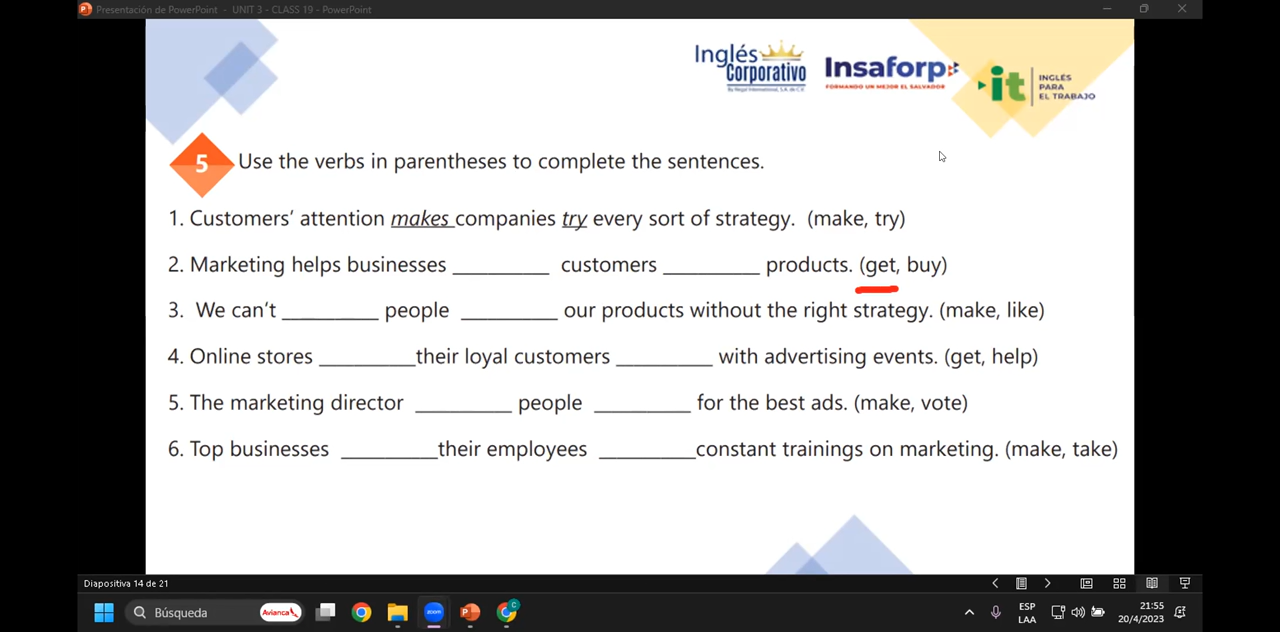 Presentación de PowerPoint - UNIT 3 - CLASS 19 - PowerPoint
Inglés
Corporativo
Insaforp
FORMANDO UN MEJOR EL SALVADOR
it
INGLÉS
PARA
EL TRABAJO
5 Use the verbs in parentheses to complete the sentences.
1. Customers’ attention makes companies try every sort of strategy. (make, try)
2. Marketing helps businesses __________ customers __________ products. (get, buy)
3. We can’t __________ people __________ our products without the right strategy. (make, like)
4. Online stores __________their loyal customers __________ with advertising events. (get, help)
5. The marketing director __________ people __________ for the best ads. (make, vote)
6. Top businesses __________their employees __________constant trainings on marketing. (make, take)
Diapositiva 14 de 21
Búsqueda
Avianca
zoom
C
ESP
LAA
21:55
20/4/2023